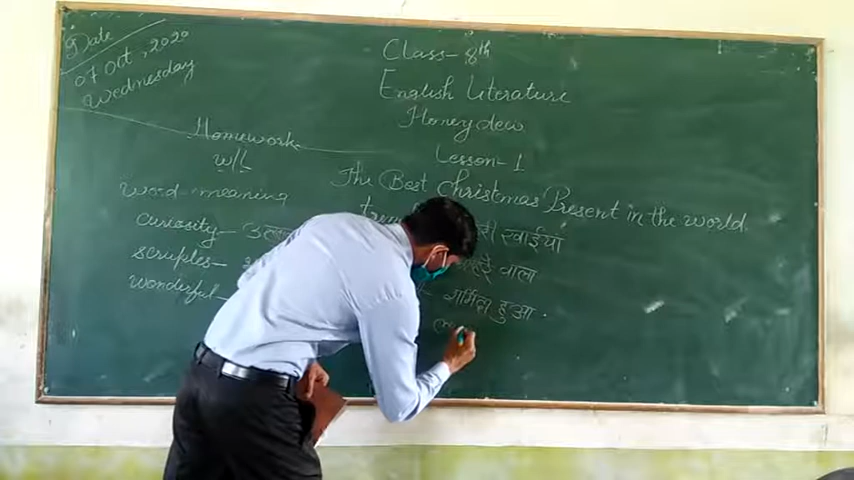 Date
07 Oct, 2020
Wednesday
Class - 8th
English Literature
Honeydew
Lesson - 1
The Best Christmas Present in the world
Homework
w/L
Word - meaning
Curiosity -
Scruples -
Wonderful -
खाईयां
वाला
हुआ